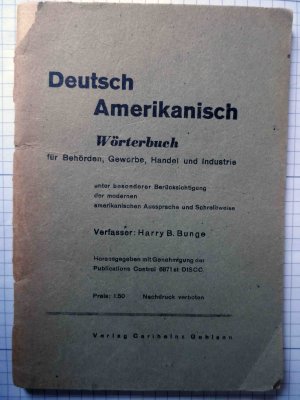 Deutsch
Amerikanisch
Wörterbuch
für Behörden, Gewerbe, Handel und Industrie
unter besonderer Berücksichtigung
der modernen
amerikanischen Aussprache und Schreibweise
Verfasser: Harry B. Bunge
Herausgegeben mit Genehmigung der
Publications Control 6871st DISCC.
Preis: 1.50 Nachdruck verboten
Verlag Carlheinz Gehlsen